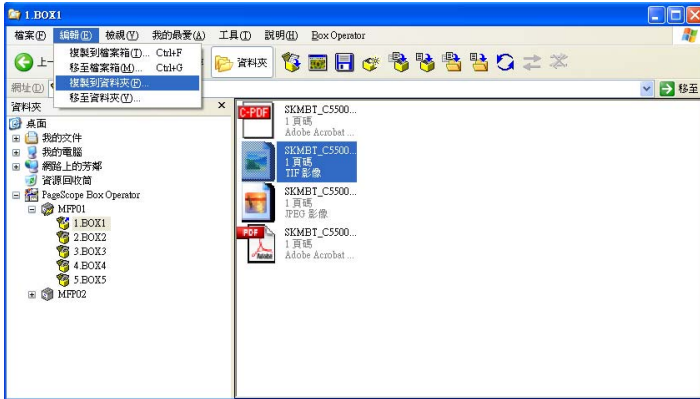 1.BOX1
檔案(F) 編輯(E) 檢視(V) 我的最愛(A) 工具(T) 說明(H) Box Operator
複製到檔案箱(I)... Ctrl+F
移至檔案箱(M)... Ctrl+G
複製到資料夾(F)...
移至資料夾(V)...
上一
資料夾
網址(D)
移至
資料夾 ×
桌面
我的文件
我的電腦
網路上的芳鄰
資源回收筒
PageScope Box Operator
MFP01
1.BOX1
2.BOX2
3.BOX3
4.BOX4
5.BOX5
MFP02
C-PDF
SKMBT_C5500...
1 頁碼
Adobe Acrobat ...
SKMBT_C5500...
1 頁碼
TIF 影像
SKMBT_C5500...
1 頁碼
JPEG 影像
PDF
Adobe
SKMBT_C5500...
1 頁碼
Adobe Acrobat ...